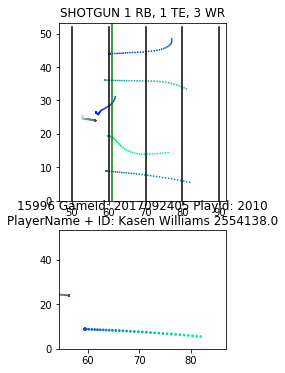 SHOTGUN 1 RB, 1 TE, 3 WR
50
40
30
20
10
0
50 60 70 80 90
15996 GameId: 2017092405 PlayId: 2010
PlayerName + ID: Kasen Williams 2554138.0
40
20
0
60 70 80